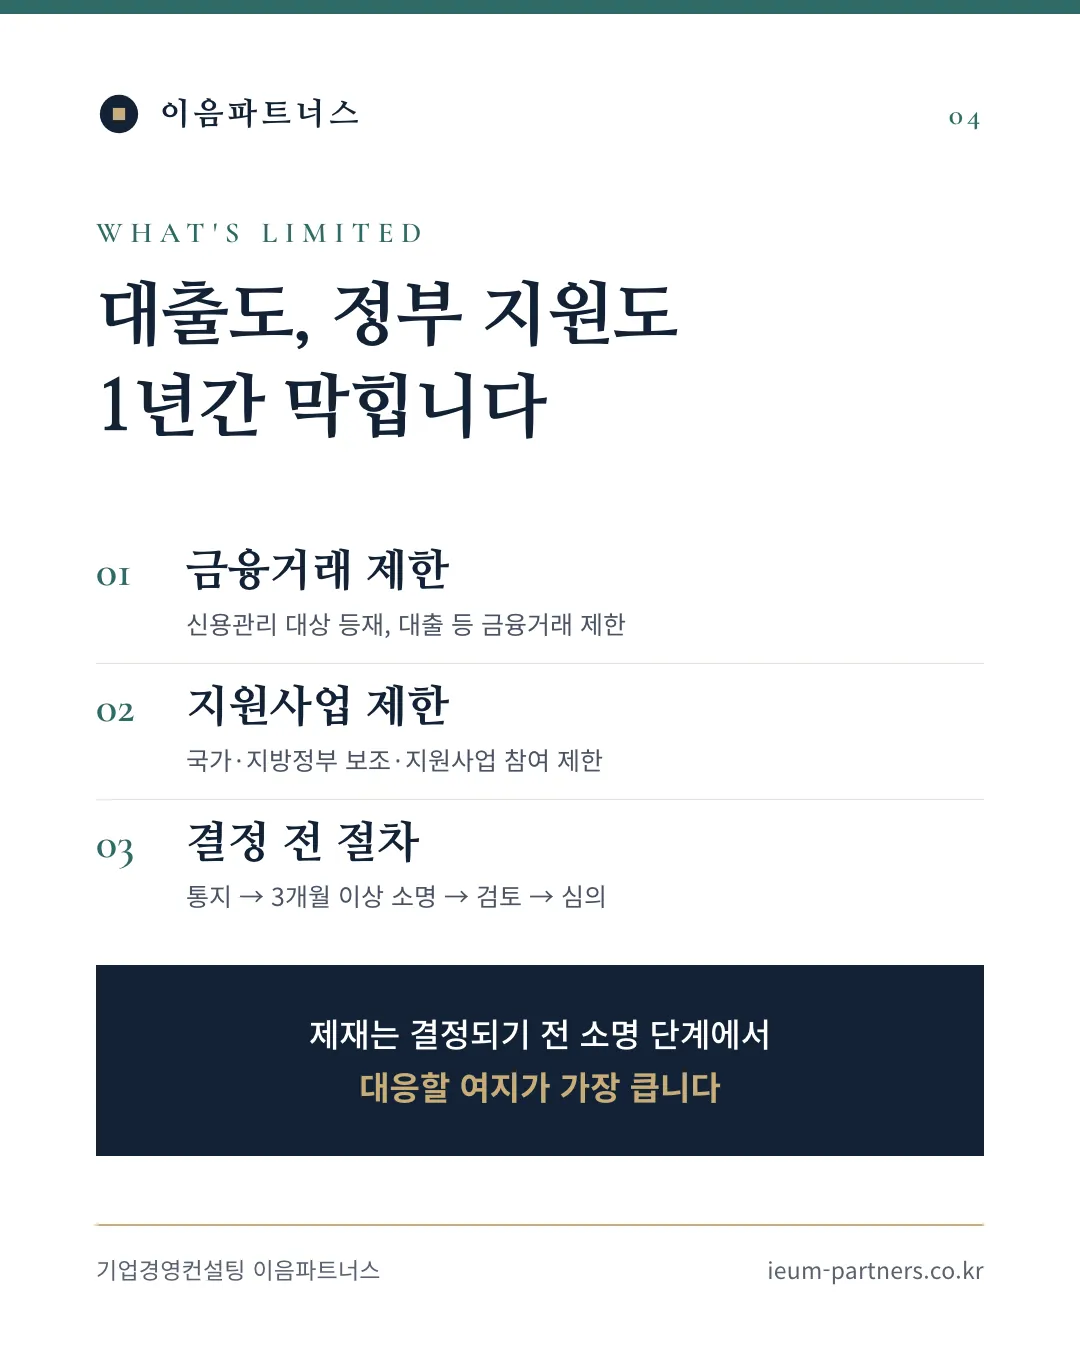 이음파트너스
04
WHAT'S LIMITED
대출도, 정부 지원도
1년간 막힙니다
01 금융거래 제한
신용관리 대상 등재, 대출 등 금융거래 제한
02 지원사업 제한
국가·지방정부 보조·지원사업 참여 제한
03 결정 전 절차
통지 → 3개월 이상 소명 → 검토 → 심의
제재는 결정되기 전 소명 단계에서
대응할 여지가 가장 큽니다
기업경영컨설팅 이음파트너스
ieum-partners.co.kr